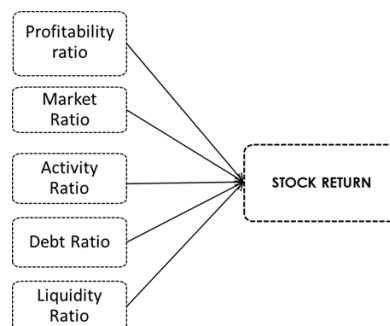 Profitability
ratio
Market
Ratio
Activity
Ratio
STOCK RETURN
Debt Ratio
Liquidity
Ratio